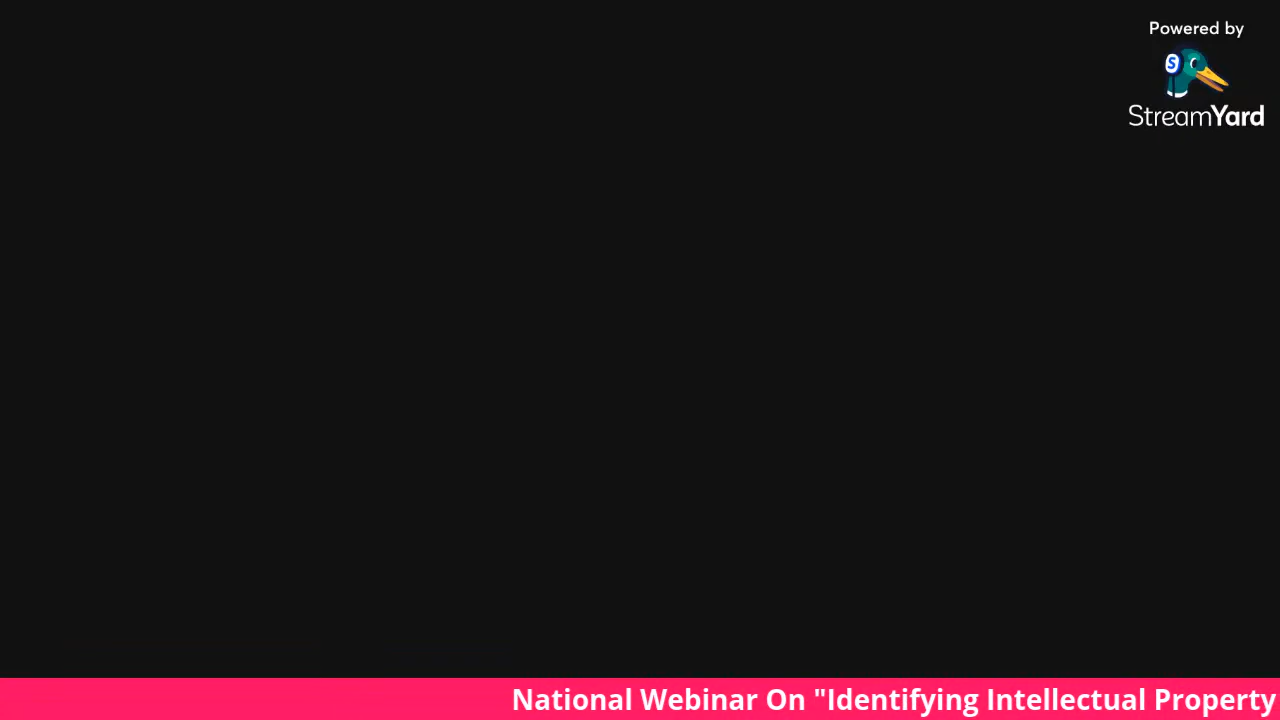 Powered by
S
StreamYard
National Webinar On "Identifying Intellectual Property